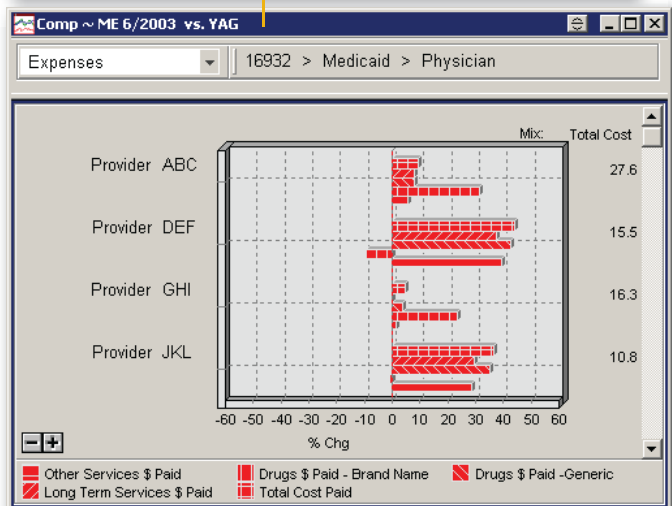 Comp ~ ME 6/2003 vs. YAG
Expenses
16932 > Medicaid > Physician
Mix: Total Cost
Provider ABC 27.6
Provider DEF 15.5
Provider GHI 16.3
Provider JKL 10.8
-60 -50 -40 -30 -20 -10 0 10 20 30 40 50 60
% Chg
Other Services $ Paid Drugs $ Paid - Brand Name Drugs $ Paid -Generic
Long Term Services $ Paid Total Cost Paid